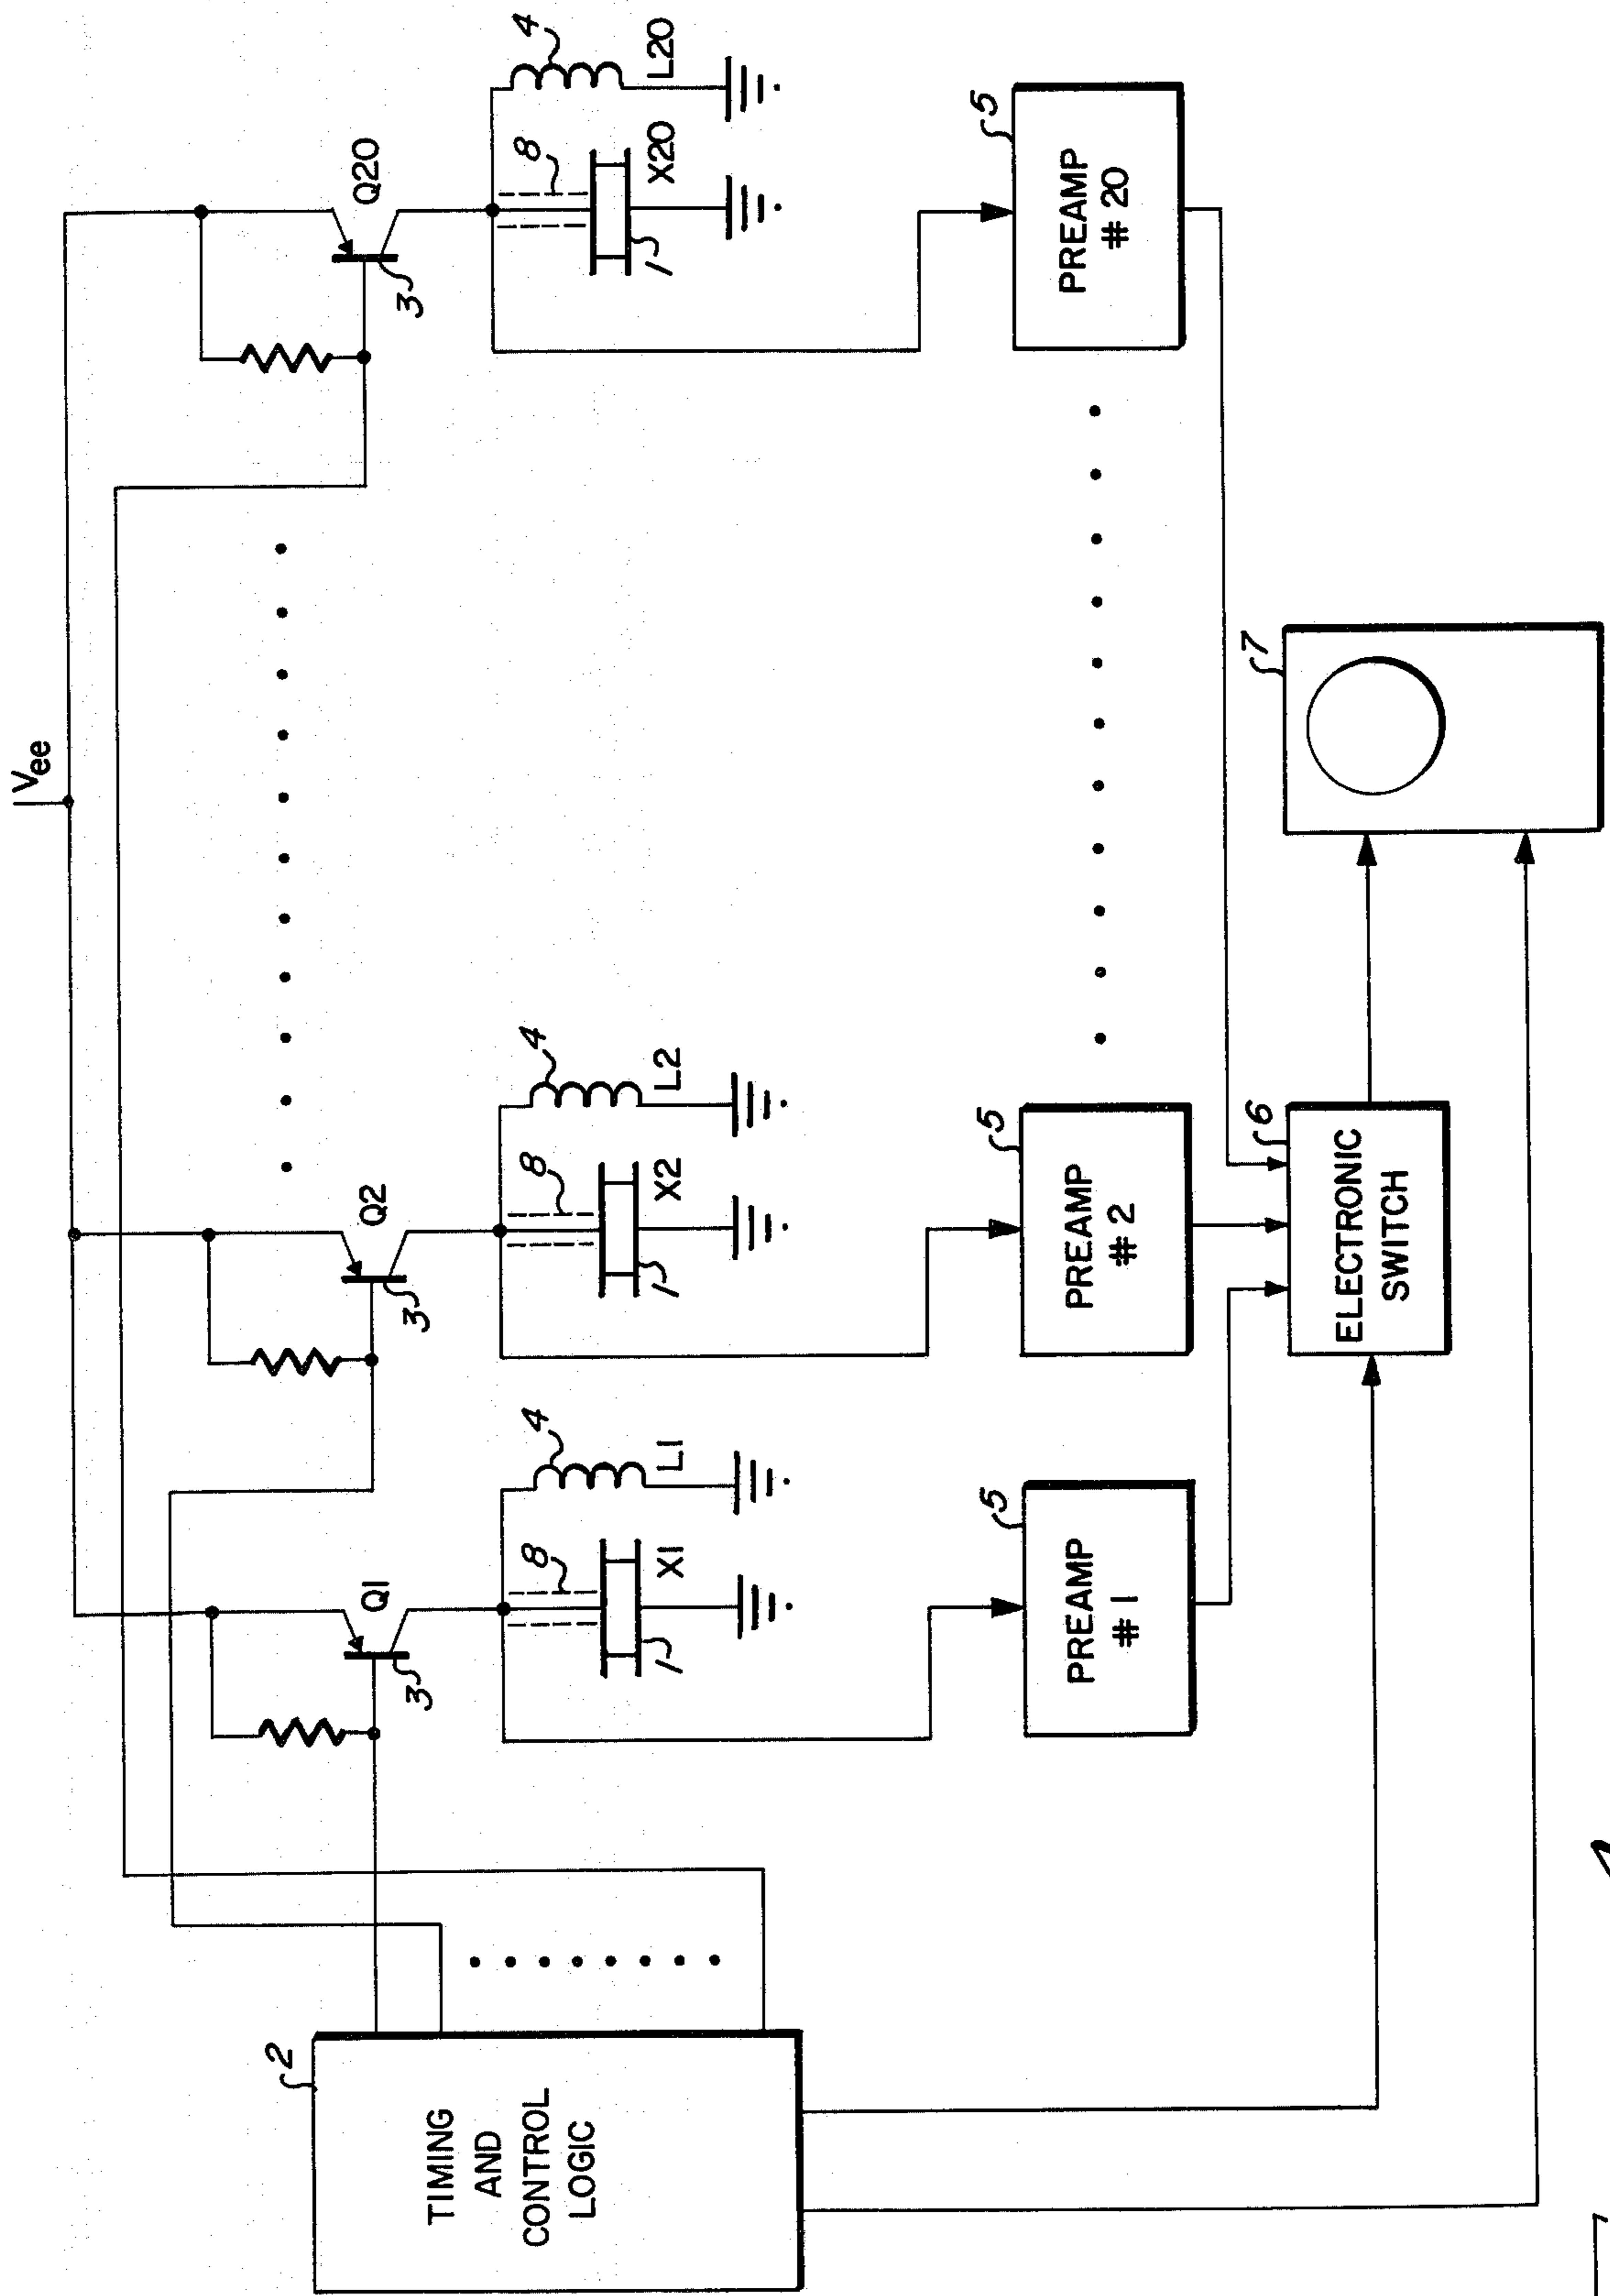 Vee
Q1
Q2
Q20
3
3
3
8
4
8
4
8
4
1
X1
L1
1
X2
L2
1
X20
L20
2
TIMING
AND
CONTROL
LOGIC
5
PREAMP
# 1
5
PREAMP
# 2
5
PREAMP
# 20
6
ELECTRONIC
SWITCH
7